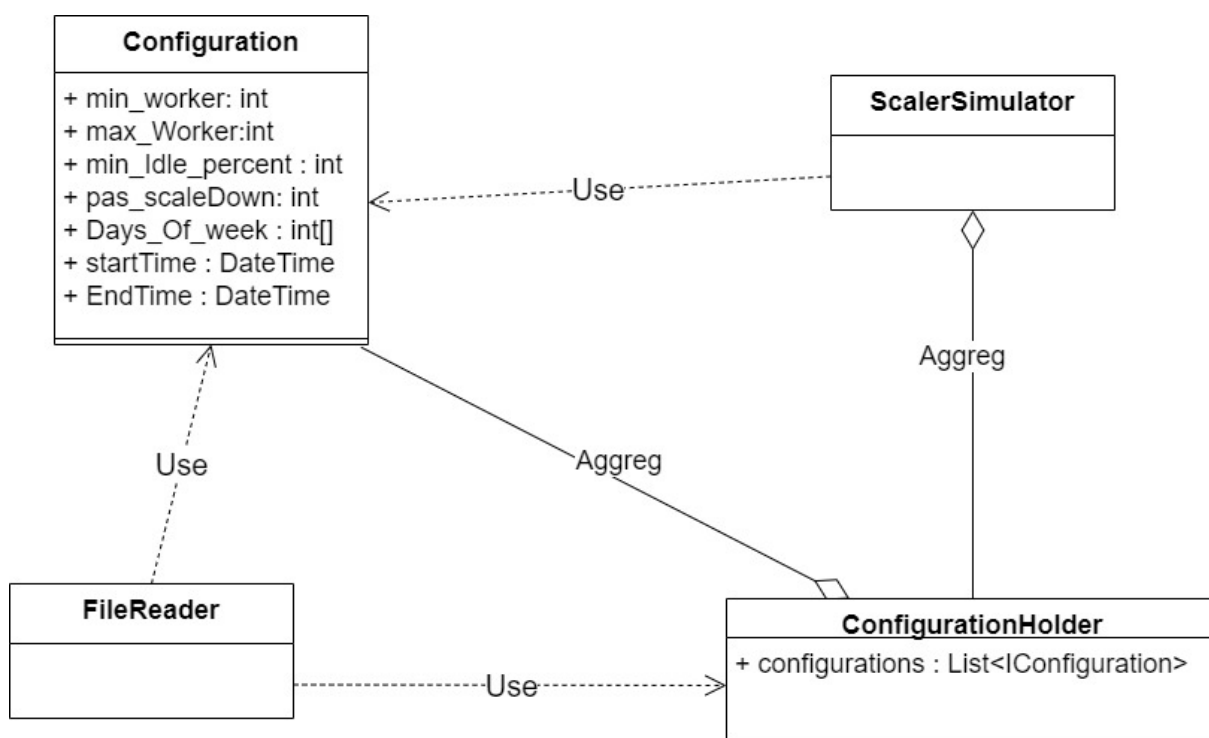 Configuration
+ min_worker: int
+ max_Worker:int
+ min_Idle_percent : int
+ pas_scaleDown: int
+ Days_Of_week : int[]
+ startTime : DateTime
+ EndTime : DateTime
ScalerSimulator
Use
Aggreg
Use
Aggreg
FileReader
Use
ConfigurationHolder
+ configurations : List<IConfiguration>